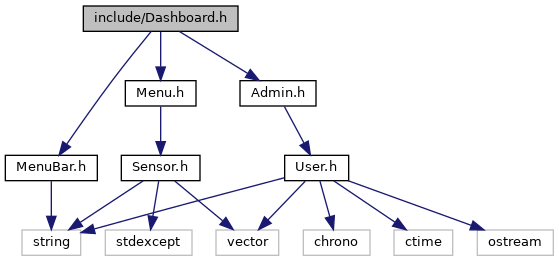 include/Dashboard.h
Menu.h
Admin.h
MenuBar.h
Sensor.h
User.h
string
stdexcept
vector
chrono
ctime
ostream